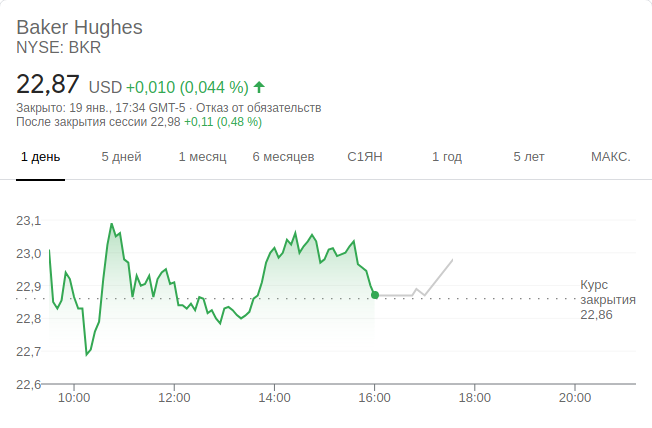 Baker Hughes
NYSE: BKR
22,87 USD +0,010 (0,044 %)
Закрыто: 19 янв., 17:34 GMT-5 · Отказ от обязательств
После закрытия сессии 22,98 +0,11 (0,48 %)
1 день 5 дней 1 месяц 6 месяцев С1ЯН 1 год 5 лет МАКС.
23,1
23,0
22,9
22,8
22,7
22,6
Курс
закрытия
22,86
10:00 12:00 14:00 16:00 18:00 20:00